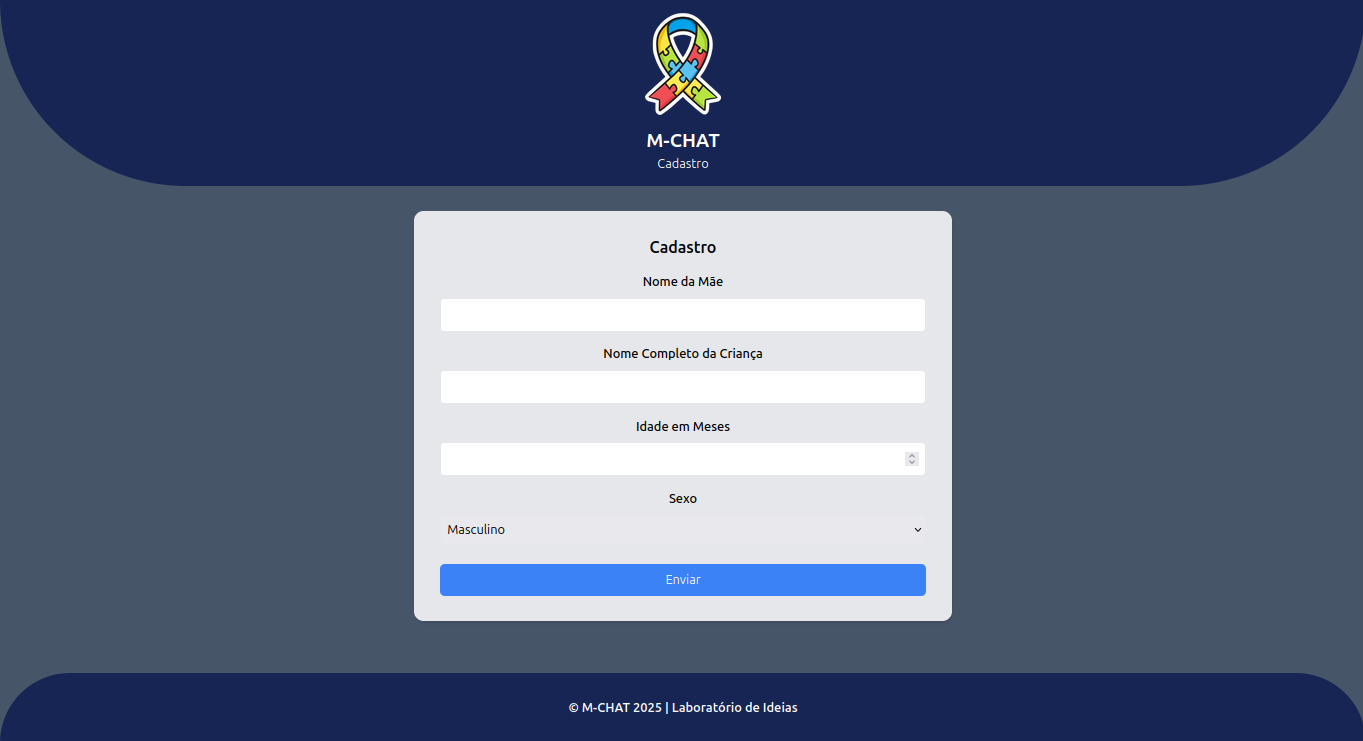 M-CHAT
Cadastro
Cadastro
Nome da Mãe
Nome Completo da Criança
Idade em Meses
Sexo
Masculino
Enviar
© M-CHAT 2025 | Laboratório de Ideias